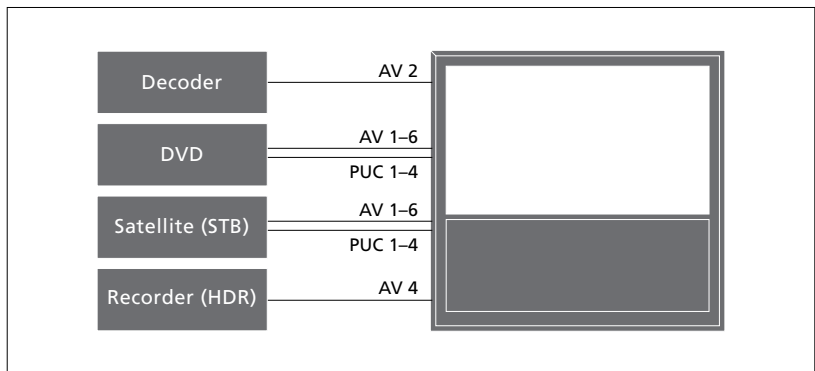 Decoder
AV 2
DVD
AV 1–6
PUC 1–4
Satellite (STB)
AV 1–6
PUC 1–4
Recorder (HDR)
AV 4